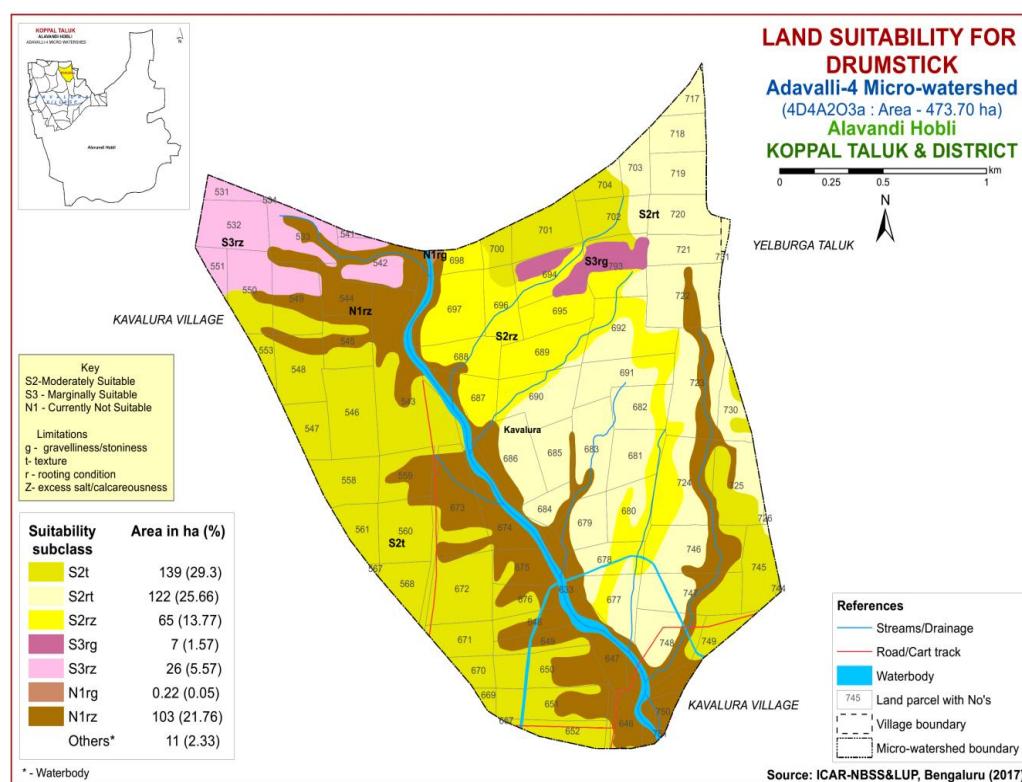 KOPPAL TALUK
ALAVANDI HOBLI
ADAVALLI-4 MICRO-WATERSHED
N
Alavandi Hobli
LAND SUITABILITY FOR
DRUMSTICK
Adavalli-4 Micro-watershed
(4D4A2O3a : Area - 473.70 ha)
Alavandi Hobli
KOPPAL TALUK & DISTRICT
km
0 0.25 0.5 1
N
YELBURGA TALUK
717
718
703
719
704
702
S2rt
720
531
534
532
533
541
S3rz
701
721
731
700
N1rg
698
551
542
S3rg
694
793
550
549
544
722
N1rz
697
696
695
KAVALURA VILLAGE
692
545
S2rz
553
688
689
548
691
723
543
687
690
682
546
730
547
Kavalura
686
685
683
681
558
559
724
725
684
680
673
679
561
560
674
726
S2t
746
678
567
675
745
568
672
633
744
676
677
747
648
671
649
748
749
647
670
650
669
651
750
667
646
652
KAVALURA VILLAGE
Key
S2-Moderately Suitable
S3 - Marginally Suitable
N1 - Currently Not Suitable
Limitations
g - gravelliness/stoniness
t- texture
r - rooting condition
Z- excess salt/calcareousness
Suitability subclass Area in ha (%)
S2t 139 (29.3)
S2rt 122 (25.66)
S2rz 65 (13.77)
S3rg 7 (1.57)
S3rz 26 (5.57)
N1rg 0.22 (0.05)
N1rz 103 (21.76)
Others* 11 (2.33)
* - Waterbody
References
Streams/Drainage
Road/Cart track
Waterbody
745 Land parcel with No's
Village boundary
Micro-watershed boundary
Source: ICAR-NBSS&LUP, Bengaluru (2017)